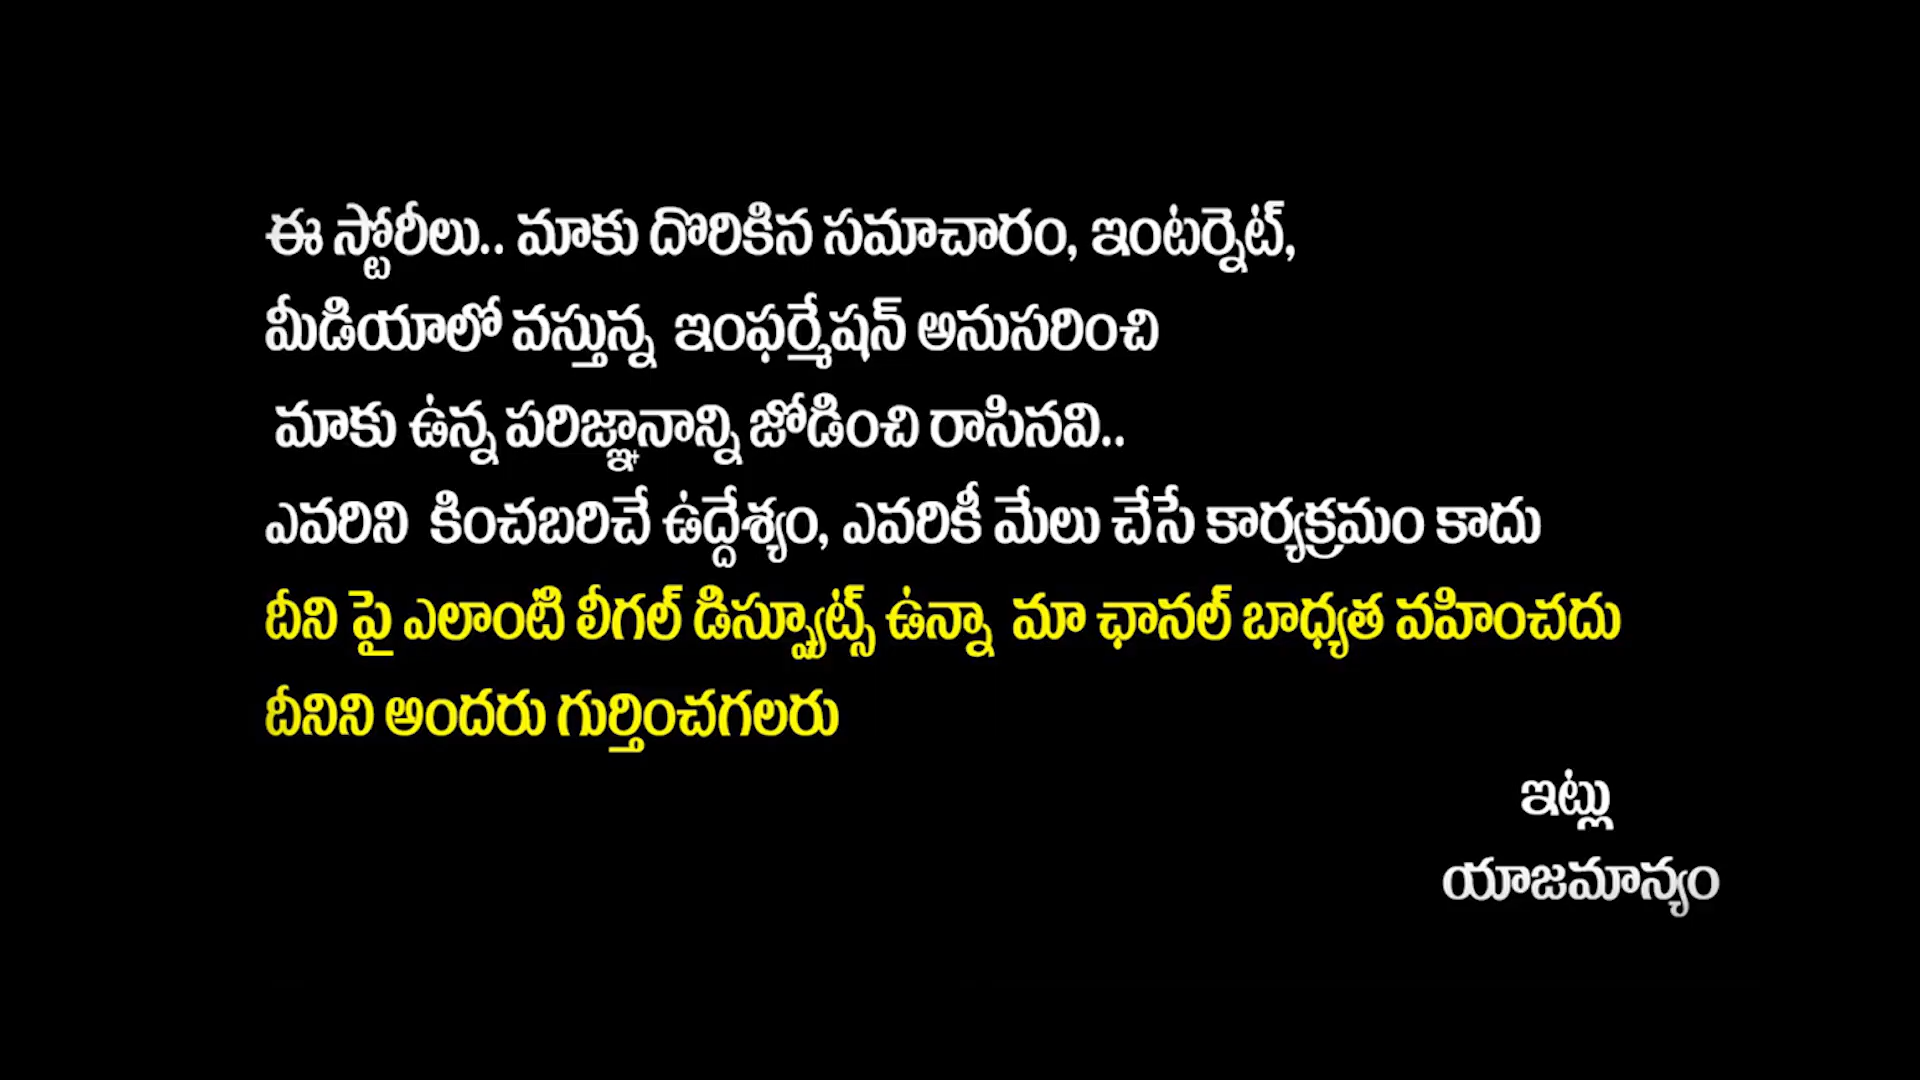 ఈ స్టోరీలు.. మాకు దొరికిన సమాచారం, ఇంటర్నెట్,
మీడియాలో వస్తున్న ఇంఫర్మేషన్ అనుసరించి
మాకు ఉన్న పరిజ్ఞానాన్ని జోడించి రాసినవి..
ఎవరిని కించబరిచే ఉద్దేశ్యం, ఎవరికీ మేలు చేసే కార్యక్రమం కాదు
దీని పై ఎలాంటి లీగల్ డిస్ప్యూట్స్ ఉన్నా మా ఛానల్ బాధ్యత వహించదు
దీనిని అందరు గుర్తించగలరు
ఇట్లు
యాజమాన్యం